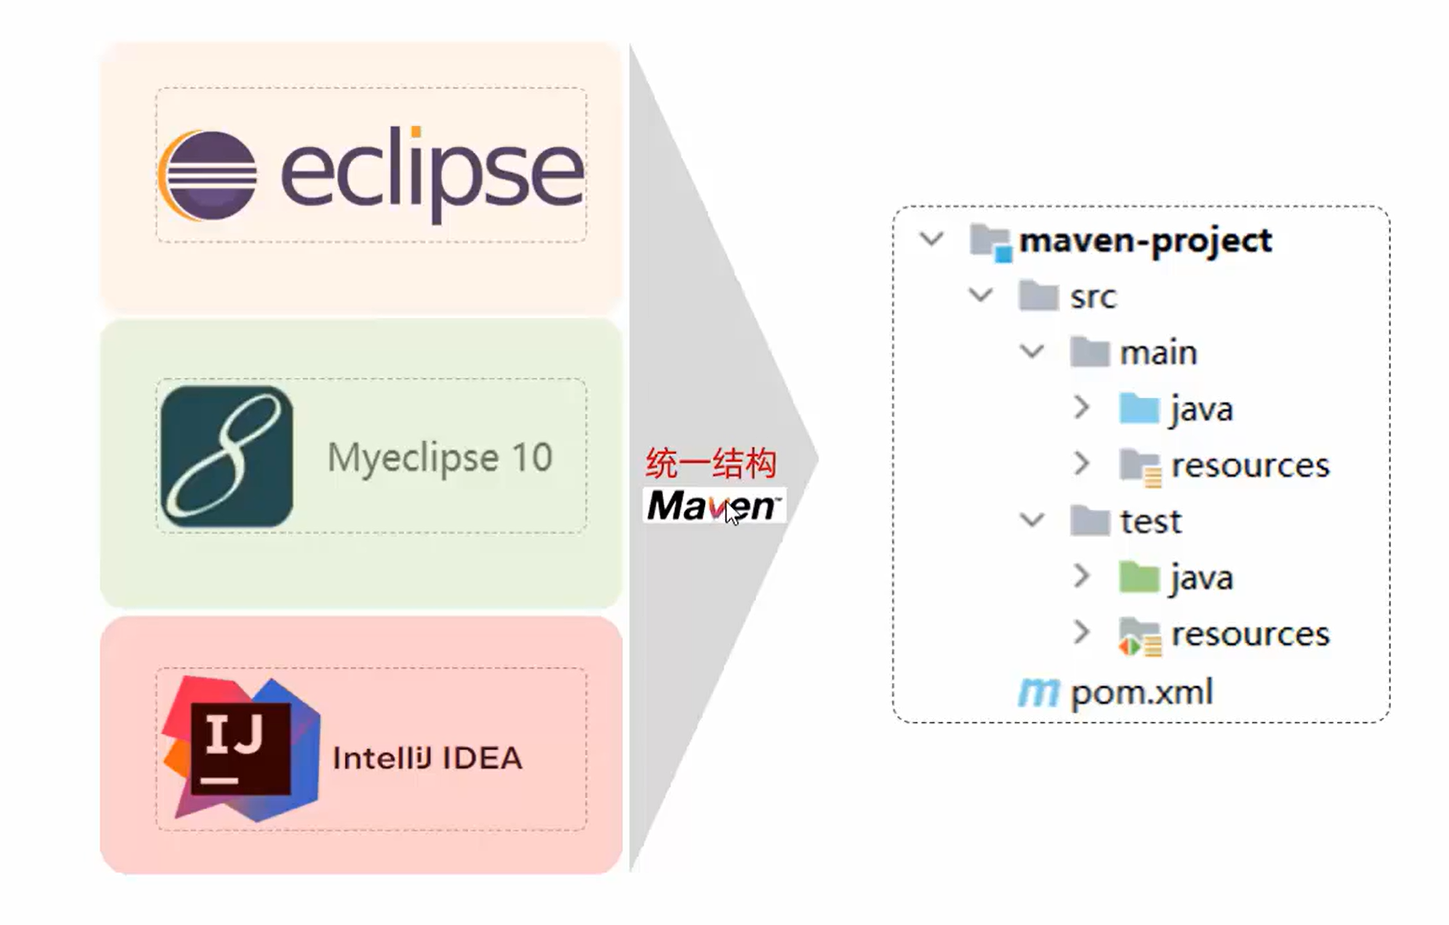 eclipse
Myeclipse 10
IJ
IntelliJ IDEA
统一结构
Maven™
maven-project
src
main
java
resources
test
java
resources
m pom.xml